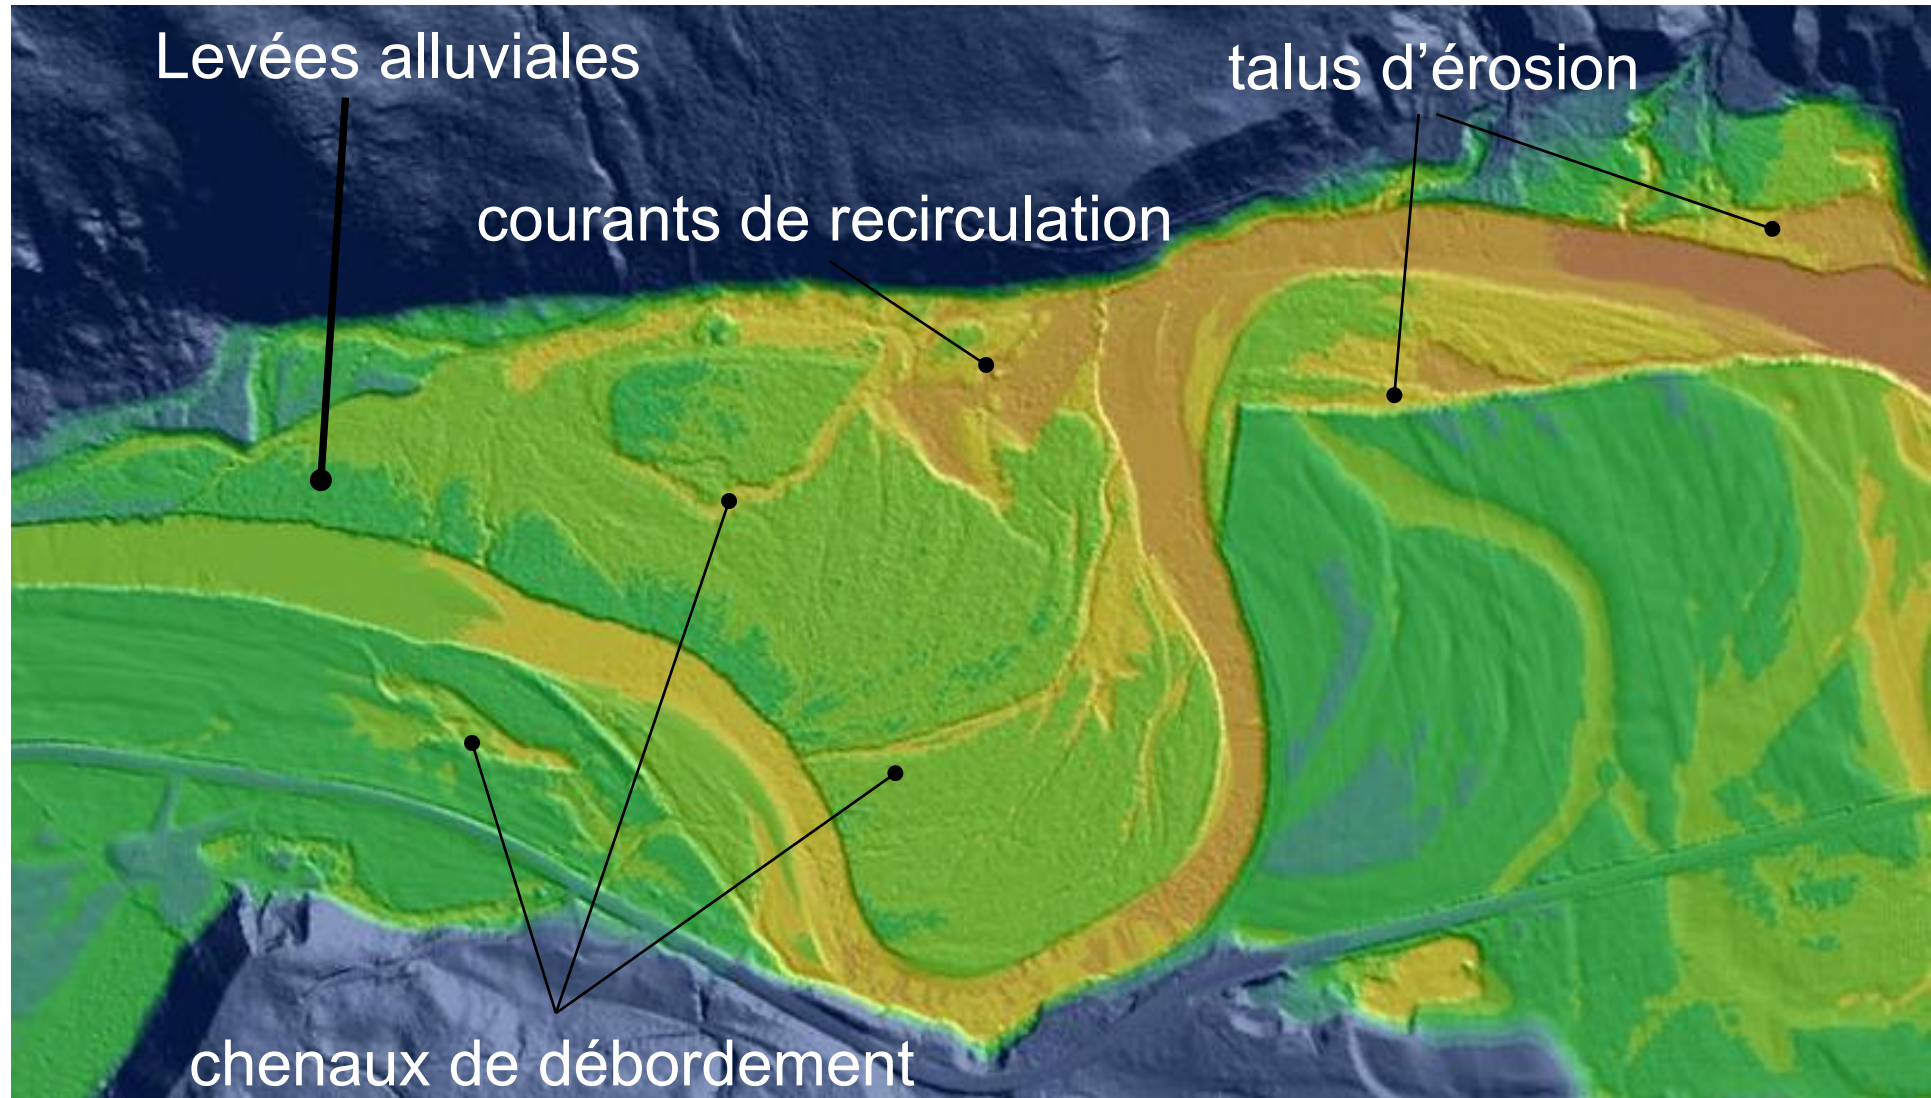 Levées alluviales
talus d’érosion
courants de recirculation
chenaux de débordement